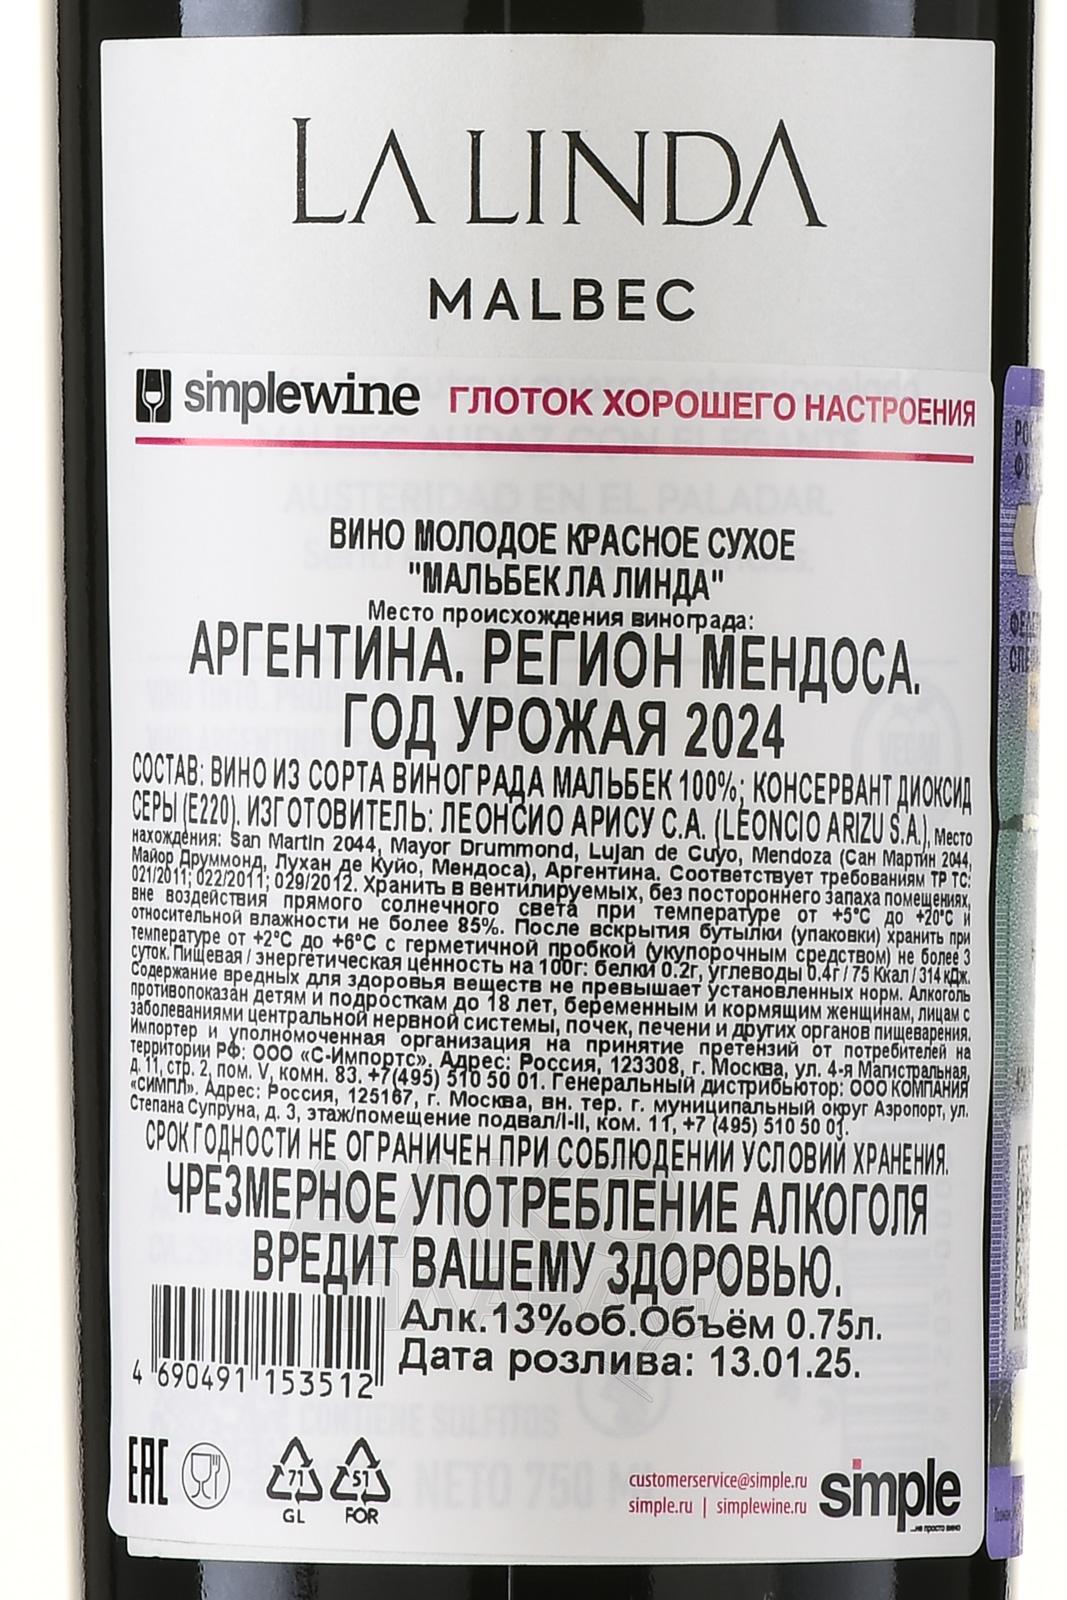 LA LINDA
MALBEC
simplewine ГЛОТОК ХОРОШЕГО НАСТРОЕНИЯ
AUSTERIDAD EN EL PALADAR.
ВИНО МОЛОДОЕ КРАСНОЕ СУХОЕ
"МАЛЬБЕК ЛА ЛИНДА"
Место происхождения винограда:
АРГЕНТИНА. РЕГИОН МЕНДОСА.
ГОД УРОЖАЯ 2024
VEGAN
СОСТАВ: ВИНО ИЗ СОРТА ВИНОГРАДА МАЛЬБЕК 100%; КОНСЕРВАНТ ДИОКСИД
СЕРЫ (Е220). ИЗГОТОВИТЕЛЬ: ЛЕОНСИО АРИСУ С.А. (LEONCIO ARIZU S.A.), Место
нахождения: San Martin 2044, Mayor Drummond, Lujan de Cuyo, Mendoza (Сан Мартин 2044,
Майор Друммонд, Лухан де Куйо, Мендоса), Аргентина. Соответствует требованиям ТР ТС:
021/2011; 022/2011; 029/2012. Хранить в вентилируемых, без постороннего запаха помещениях,
вне воздействия прямого солнечного света при температуре от +5°C до +20°C и
относительной влажности не более 85%. После вскрытия бутылки (упаковки) хранить при
температуре от +2°C до +6°C с герметичной пробкой (укупорочным средством) не более 3
суток. Пищевая / энергетическая ценность на 100г: белки 0.2г, углеводы 0.4г / 75 Ккал / 314 кДж.
Содержание вредных для здоровья веществ не превышает установленных норм. Алкоголь
противопоказан детям и подросткам до 18 лет, беременным и кормящим женщинам, лицам с
заболеваниями центральной нервной системы, почек, печени и других органов пищеварения.
Импортер и уполномоченная организация на принятие претензий от потребителей на
территории РФ: ООО «С-Импортс». Адрес: Россия, 123308, г. Москва, ул. 4-я Магистральная,
д. 11, стр. 2, пом. V, комн. 83. +7(495) 510 50 01. Генеральный дистрибьютор: ООО КОМПАНИЯ
«СИМПЛ». Адрес: Россия, 125167, г. Москва, вн. тер. г. муниципальный округ Аэропорт, ул.
Степана Супруна, д. 3, этаж/помещение подвал/I-II, ком. 11, +7 (495) 510 50 01.
СРОК ГОДНОСТИ НЕ ОГРАНИЧЕН ПРИ СОБЛЮДЕНИИ УСЛОВИЙ ХРАНЕНИЯ.
ЧРЕЗМЕРНОЕ УПОТРЕБЛЕНИЕ АЛКОГОЛЯ
ВРЕДИТ ВАШЕМУ ЗДОРОВЬЮ.
Алк.13%об.Объём 0.75л.
Дата розлива: 13.01.25.
4 690491 153512
CONTIENE SULFITOS
NETO 750
EAC
71
GL
51
FOR
customerservice@simple.ru
simple.ru | simplewine.ru
simple
...не просто вино